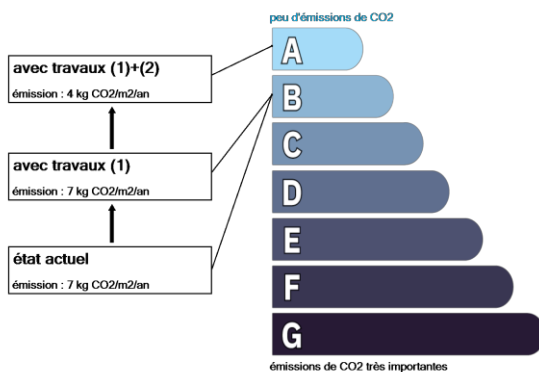 peu d'émissions de CO2
avec travaux (1)+(2)
émission : 4 kg CO2/m2/an
avec travaux (1)
émission : 7 kg CO2/m2/an
état actuel
émission : 7 kg CO2/m2/an
A
B
C
D
E
F
G
émissions de CO2 très importantes